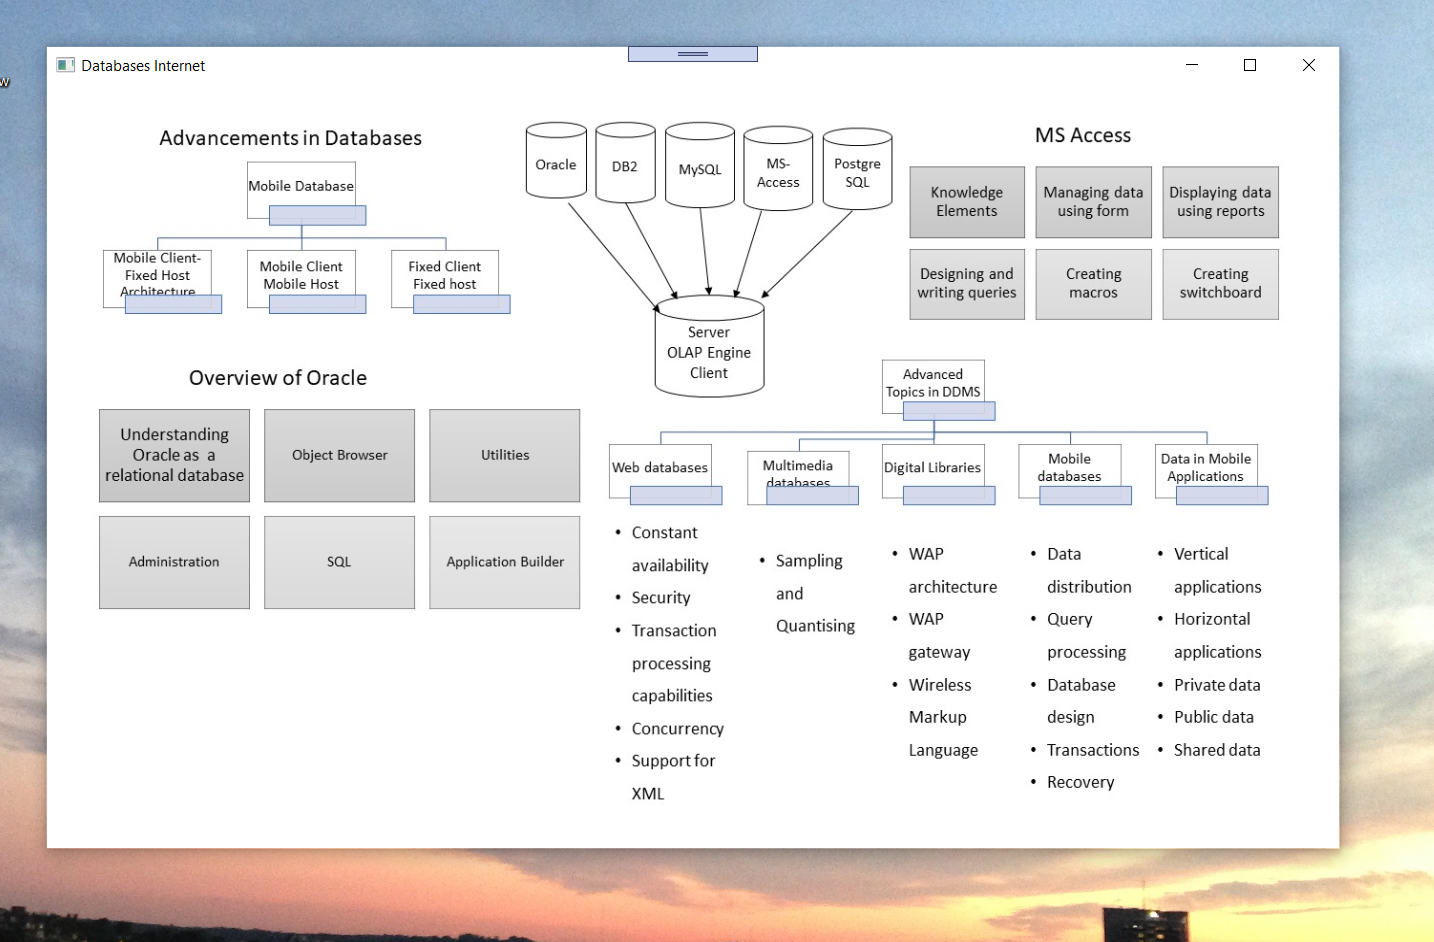 Databases Internet
w
Advancements in Databases
Mobile Database
Mobile Client-
Fixed Host
Architecture
Mobile Client
Mobile Host
Fixed Client
Fixed host
Oracle
DB2
MySQL
MS-
Access
Postgre
SQL
Server
OLAP Engine
Client
MS Access
Knowledge
Elements
Managing data
using form
Displaying data
using reports
Designing and
writing queries
Creating
macros
Creating
switchboard
Overview of Oracle
Understanding
Oracle as a
relational database
Object Browser
Utilities
Administration
SQL
Application Builder
Advanced
Topics in DDMS
Web databases
Multimedia
databases
Digital Libraries
Mobile
databases
Data in Mobile
Applications
• Constant
availability
• Security
• Transaction
processing
capabilities
• Concurrency
• Support for
XML
• Sampling
and
Quantising
• WAP
architecture
• WAP
gateway
• Wireless
Markup
Language
• Data
distribution
• Query
processing
• Database
design
• Transactions
• Recovery
• Vertical
applications
• Horizontal
applications
• Private data
• Public data
• Shared data